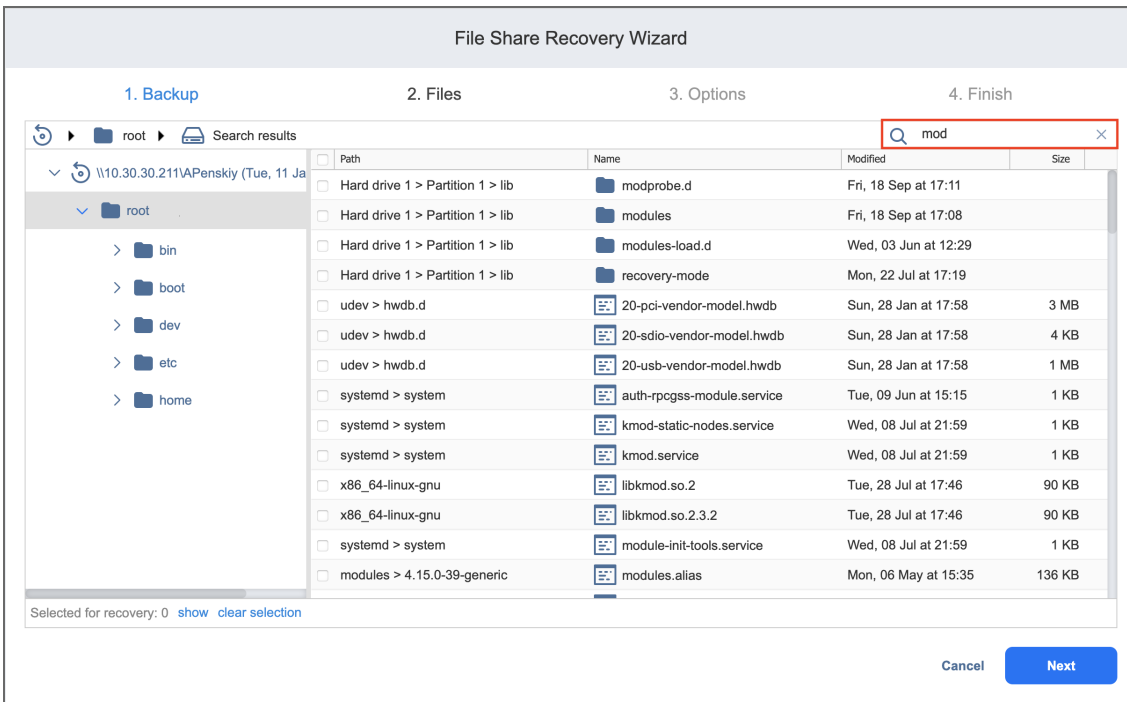 File Share Recovery Wizard
1. Backup 2. Files 3. Options 4. Finish
root Search results mod
\\10.30.30.211\APenskiy (Tue, 11 Ja
root
bin
boot
dev
etc
home
Path Name Modified Size
Hard drive 1 > Partition 1 > lib modprobe.d Fri, 18 Sep at 17:11
Hard drive 1 > Partition 1 > lib modules Fri, 18 Sep at 17:08
Hard drive 1 > Partition 1 > lib modules-load.d Wed, 03 Jun at 12:29
Hard drive 1 > Partition 1 > lib recovery-mode Mon, 22 Jul at 17:19
udev > hwdb.d 20-pci-vendor-model.hwdb Sun, 28 Jan at 17:58 3 MB
udev > hwdb.d 20-sdio-vendor-model.hwdb Sun, 28 Jan at 17:58 4 KB
udev > hwdb.d 20-usb-vendor-model.hwdb Sun, 28 Jan at 17:58 1 MB
systemd > system auth-rpcgss-module.service Tue, 09 Jun at 15:15 1 KB
systemd > system kmod-static-nodes.service Wed, 08 Jul at 21:59 1 KB
systemd > system kmod.service Wed, 08 Jul at 21:59 1 KB
x86_64-linux-gnu libkmod.so.2 Tue, 28 Jul at 17:46 90 KB
x86_64-linux-gnu libkmod.so.2.3.2 Tue, 28 Jul at 17:46 90 KB
systemd > system module-init-tools.service Wed, 08 Jul at 21:59 1 KB
modules > 4.15.0-39-generic modules.alias Mon, 06 May at 15:35 136 KB
Selected for recovery: 0 show clear selection
Cancel Next